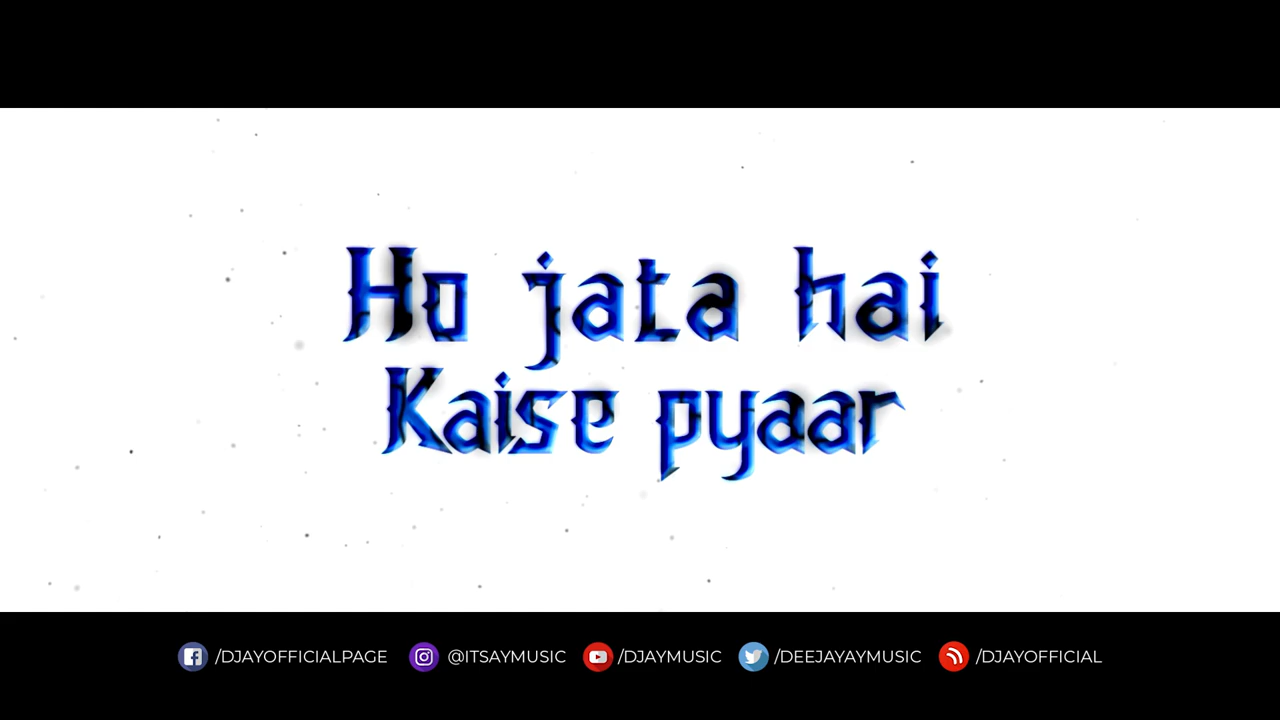 Ho jata hai
Kaise pyaar
/DJAYOFFICIALPAGE @ITSAYMUSIC /DJAYMUSIC /DEEJAYAYMUSIC /DJAYOFFICIAL